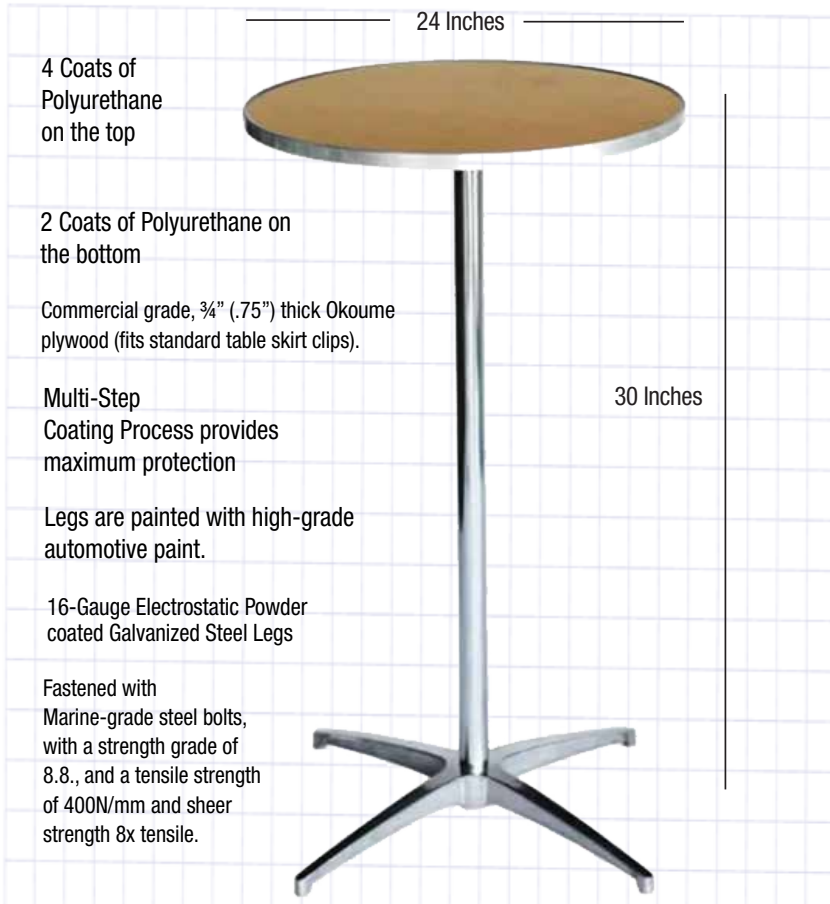 24 Inches
4 Coats of
Polyurethane
on the top
2 Coats of Polyurethane on
the bottom
Commercial grade, ¾” (.75”) thick Okoume
plywood (fits standard table skirt clips).
30 Inches
Multi-Step
Coating Process provides
maximum protection
Legs are painted with high-grade
automotive paint.
16-Gauge Electrostatic Powder
coated Galvanized Steel Legs
Fastened with
Marine-grade steel bolts,
with a strength grade of
8.8., and a tensile strength
of 400N/mm and sheer
strength 8x tensile.